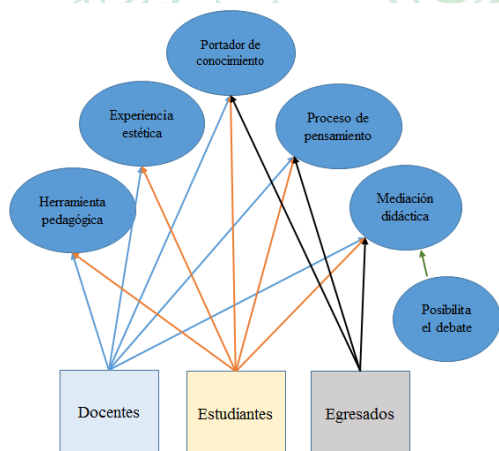 Portador de
conocimiento
Experiencia
estética
Proceso de
pensamiento
Herramienta
pedagógica
Mediación
didáctica
Posibilita
el debate
Docentes
Estudiantes
Egresados